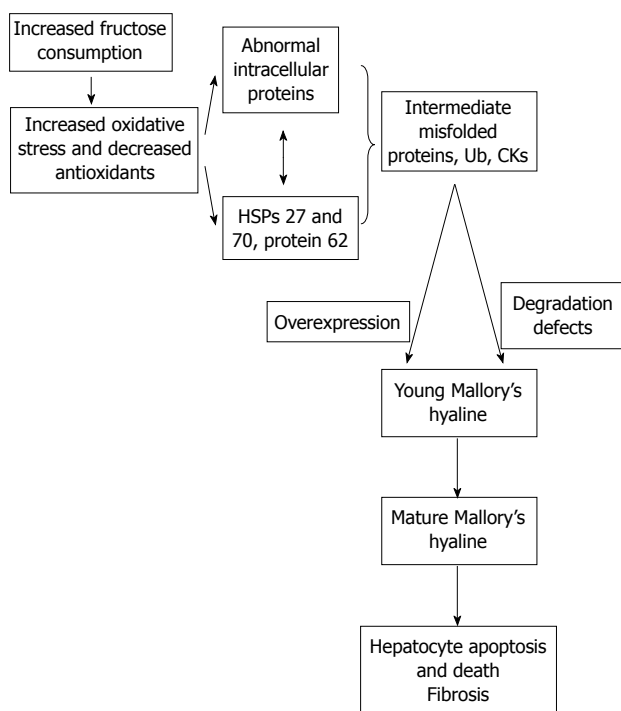 Increased fructose
consumption
Increased oxidative
stress and decreased
antioxidants
Abnormal
intracellular
proteins
HSPs 27 and
70, protein 62
Intermediate
misfolded
proteins, Ub, CKs
Overexpression
Degradation
defects
Young Mallory's
hyaline
Mature Mallory's
hyaline
Hepatocyte apoptosis
and death
Fibrosis